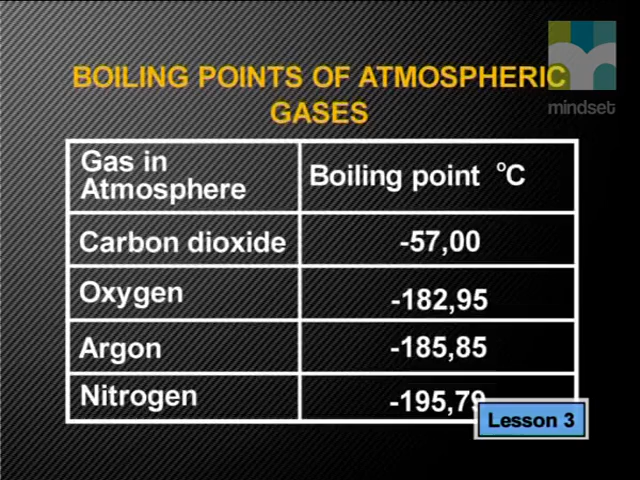 mindset
BOILING POINTS OF ATMOSPHERIC
GASES
Gas in
Atmosphere
Boiling point °C
Carbon dioxide -57,00
Oxygen -182,95
Argon -185,85
Nitrogen -195,79
Lesson 3